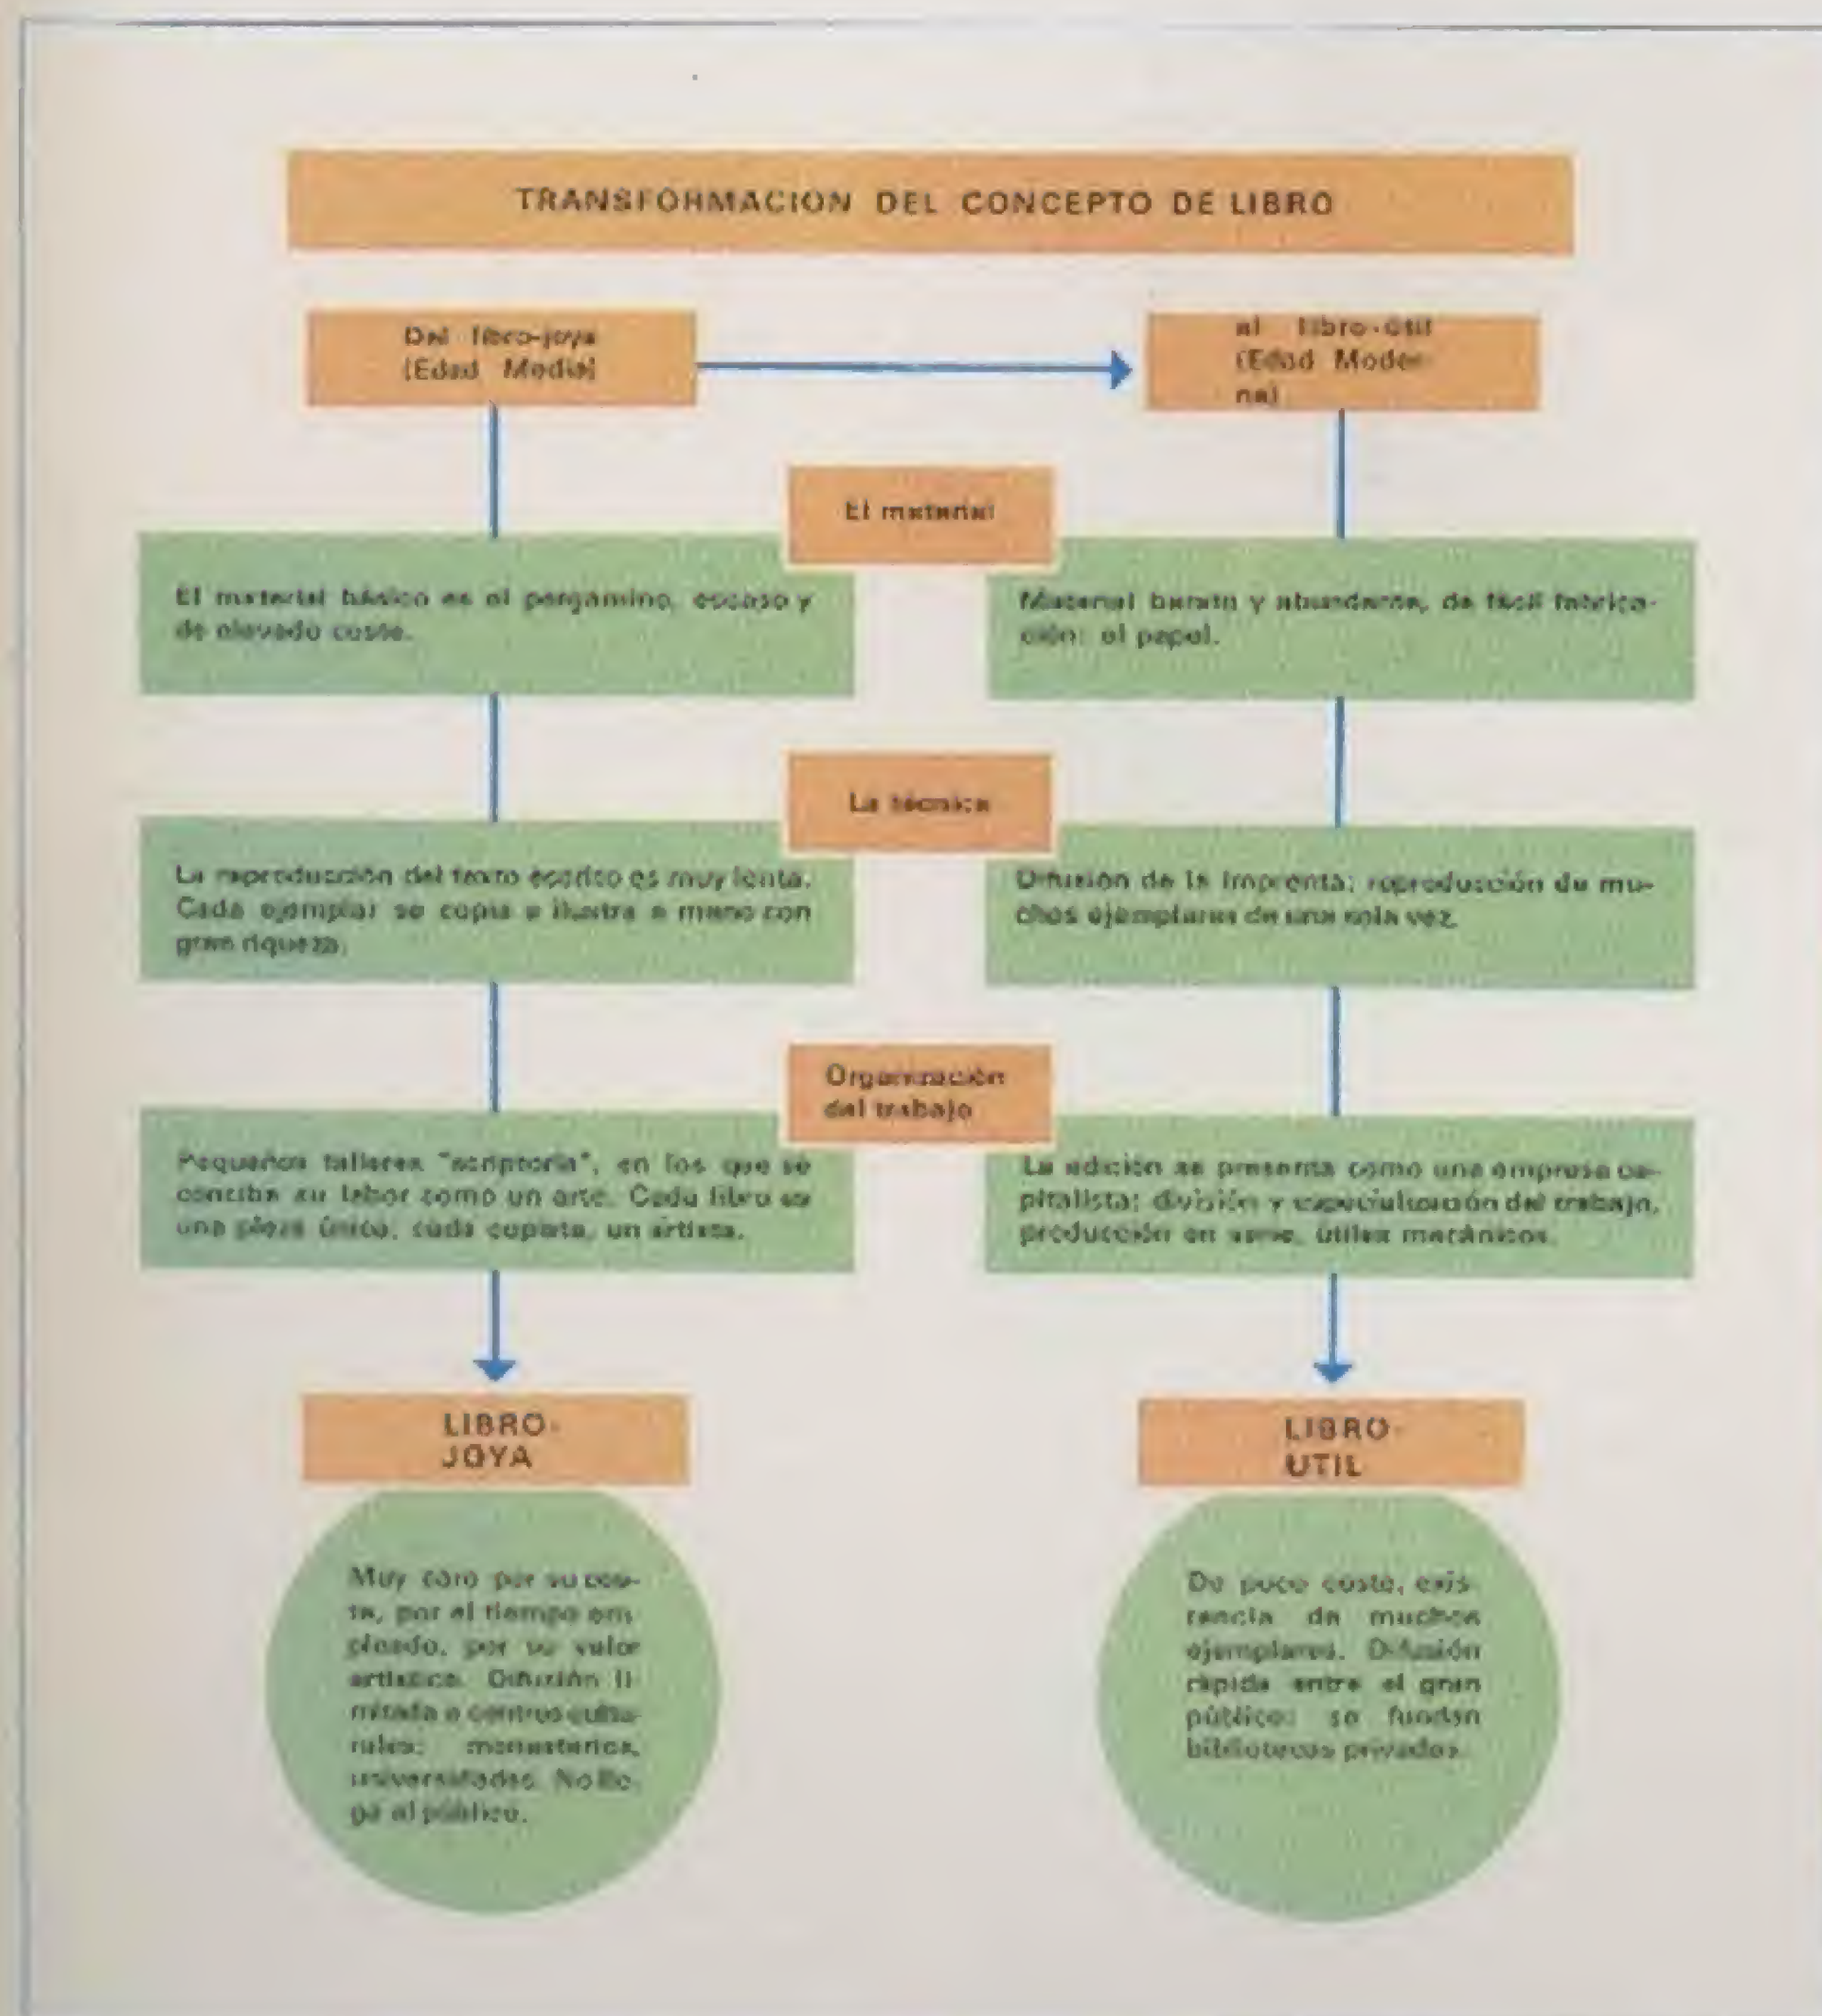 TRANSFORMACION DEL CONCEPTO DE LIBRO
Del libro-joya
(Edad Media)
al libro-útil
(Edad Moder-
na)
El material
El material básico es el pergamino, escaso y
de elevado coste.
Material barato y abundante, de fácil fabrica-
ción: el papel.
La técnica
La reproducción del texto escrito es muy lenta.
Cada ejemplar se copia e ilustra a mano con
gran riqueza.
Difusión de la imprenta: reproducción de mu-
chos ejemplares de una sola vez.
Organización
del trabajo
Pequeños talleres "scriptoria", en los que se
concibe su labor como un arte. Cada libro es
una pieza única, cada copista, un artista.
La edición se presenta como una empresa ca-
pitalista: división y especialización del trabajo,
producción en serie, útiles mecánicos.
LIBRO-
JOYA
LIBRO-
UTIL
Muy caro por su cos-
te, por el tiempo em-
pleado, por su valor
artístico. Difusión li-
mitada a centros cultu-
rales: monasterios,
universidades. No lle-
ga al público.
De poco coste, exis-
tencia de muchos
ejemplares. Difusión
rápida entre el gran
público: se fundan
bibliotecas privadas.